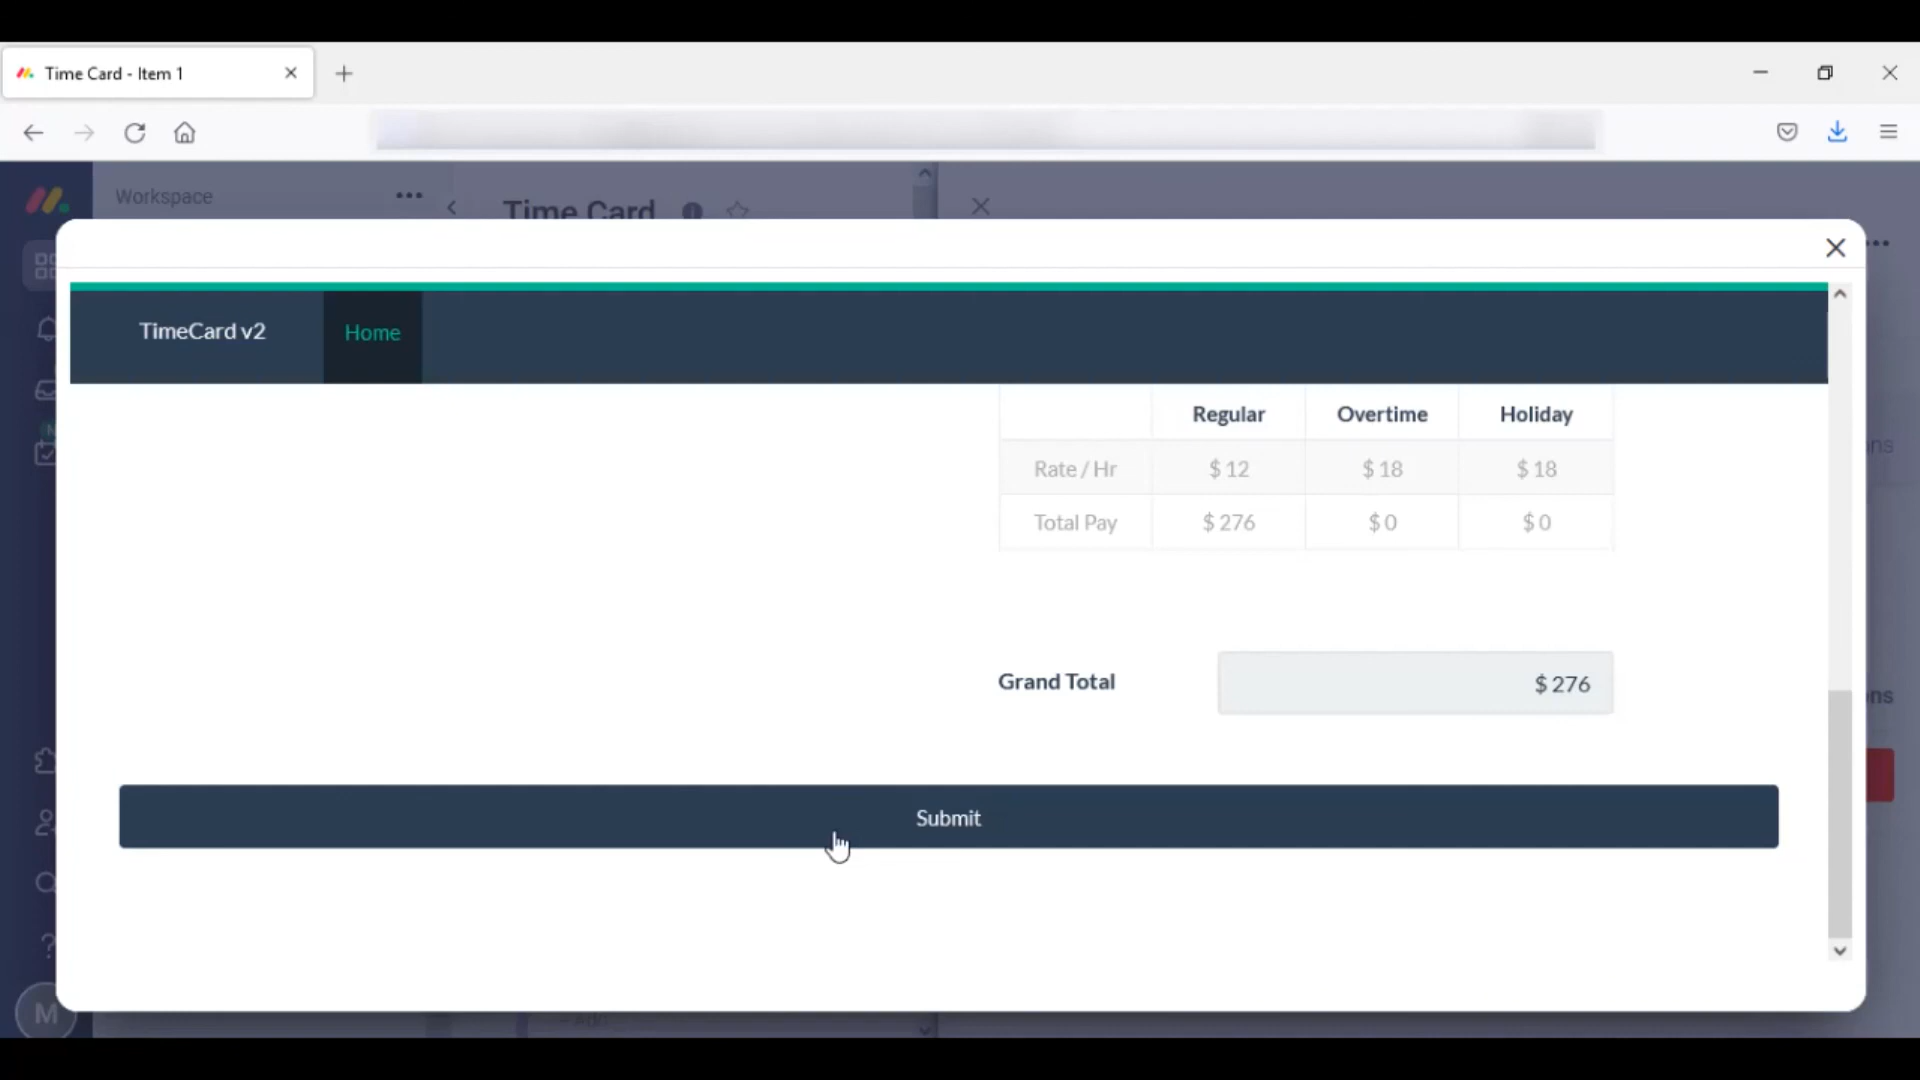 Time Card - Item 1
Workspace
Time Card
TimeCard v2
Home
Regular Overtime Holiday
Rate / Hr $ 12 $ 18 $ 18
Total Pay $ 276 $ 0 $ 0
Grand Total $ 276
Submit
M